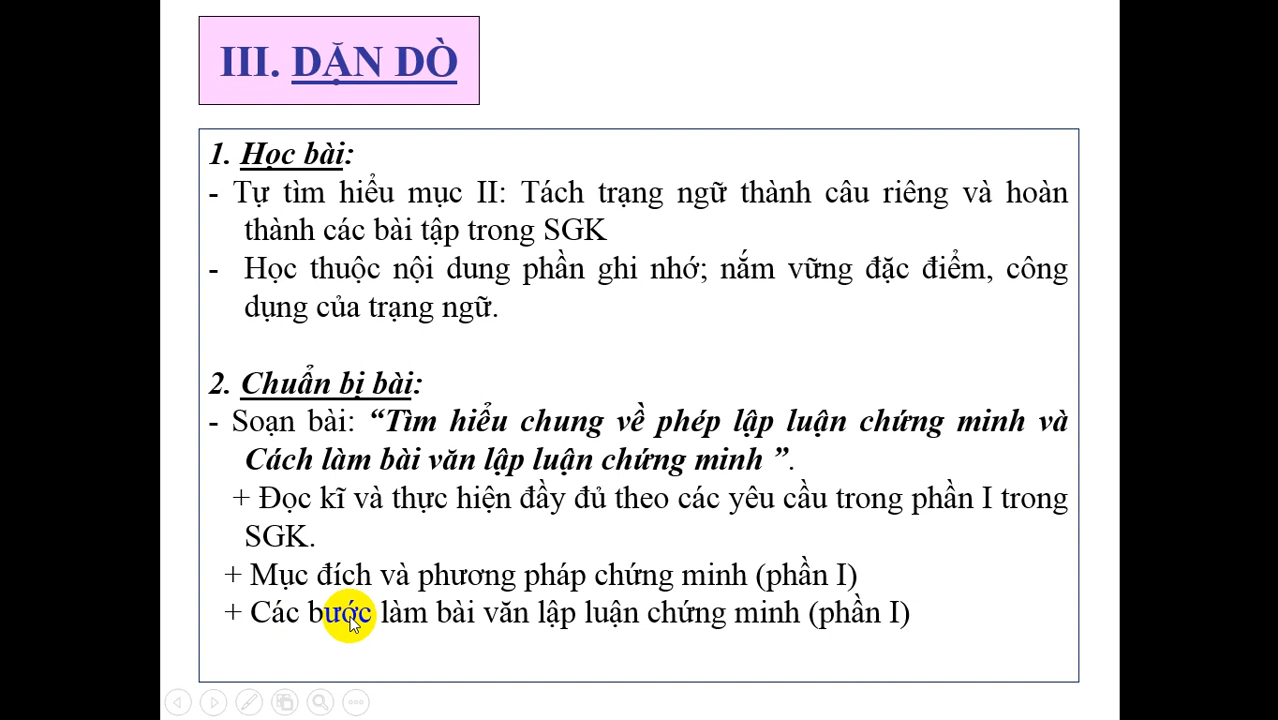 III. DẶN DÒ
1. Học bài:
- Tự tìm hiểu mục II: Tách trạng ngữ thành câu riêng và hoàn
thành các bài tập trong SGK
- Học thuộc nội dung phần ghi nhớ; nắm vững đặc điểm, công
dụng của trạng ngữ.
2. Chuẩn bị bài:
- Soạn bài: “Tìm hiểu chung về phép lập luận chứng minh và
Cách làm bài văn lập luận chứng minh ”.
+ Đọc kĩ và thực hiện đầy đủ theo các yêu cầu trong phần I trong
SGK.
+ Mục đích và phương pháp chứng minh (phần I)
+ Các bước làm bài văn lập luận chứng minh (phần I)